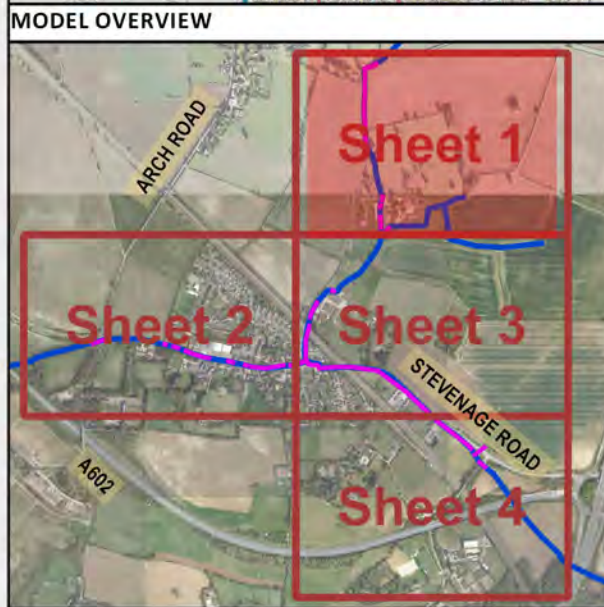 MODEL OVERVIEW
ARCH ROAD
Sheet 1
Sheet 2
Sheet 3
STEVENAGE ROAD
A602
Sheet 4